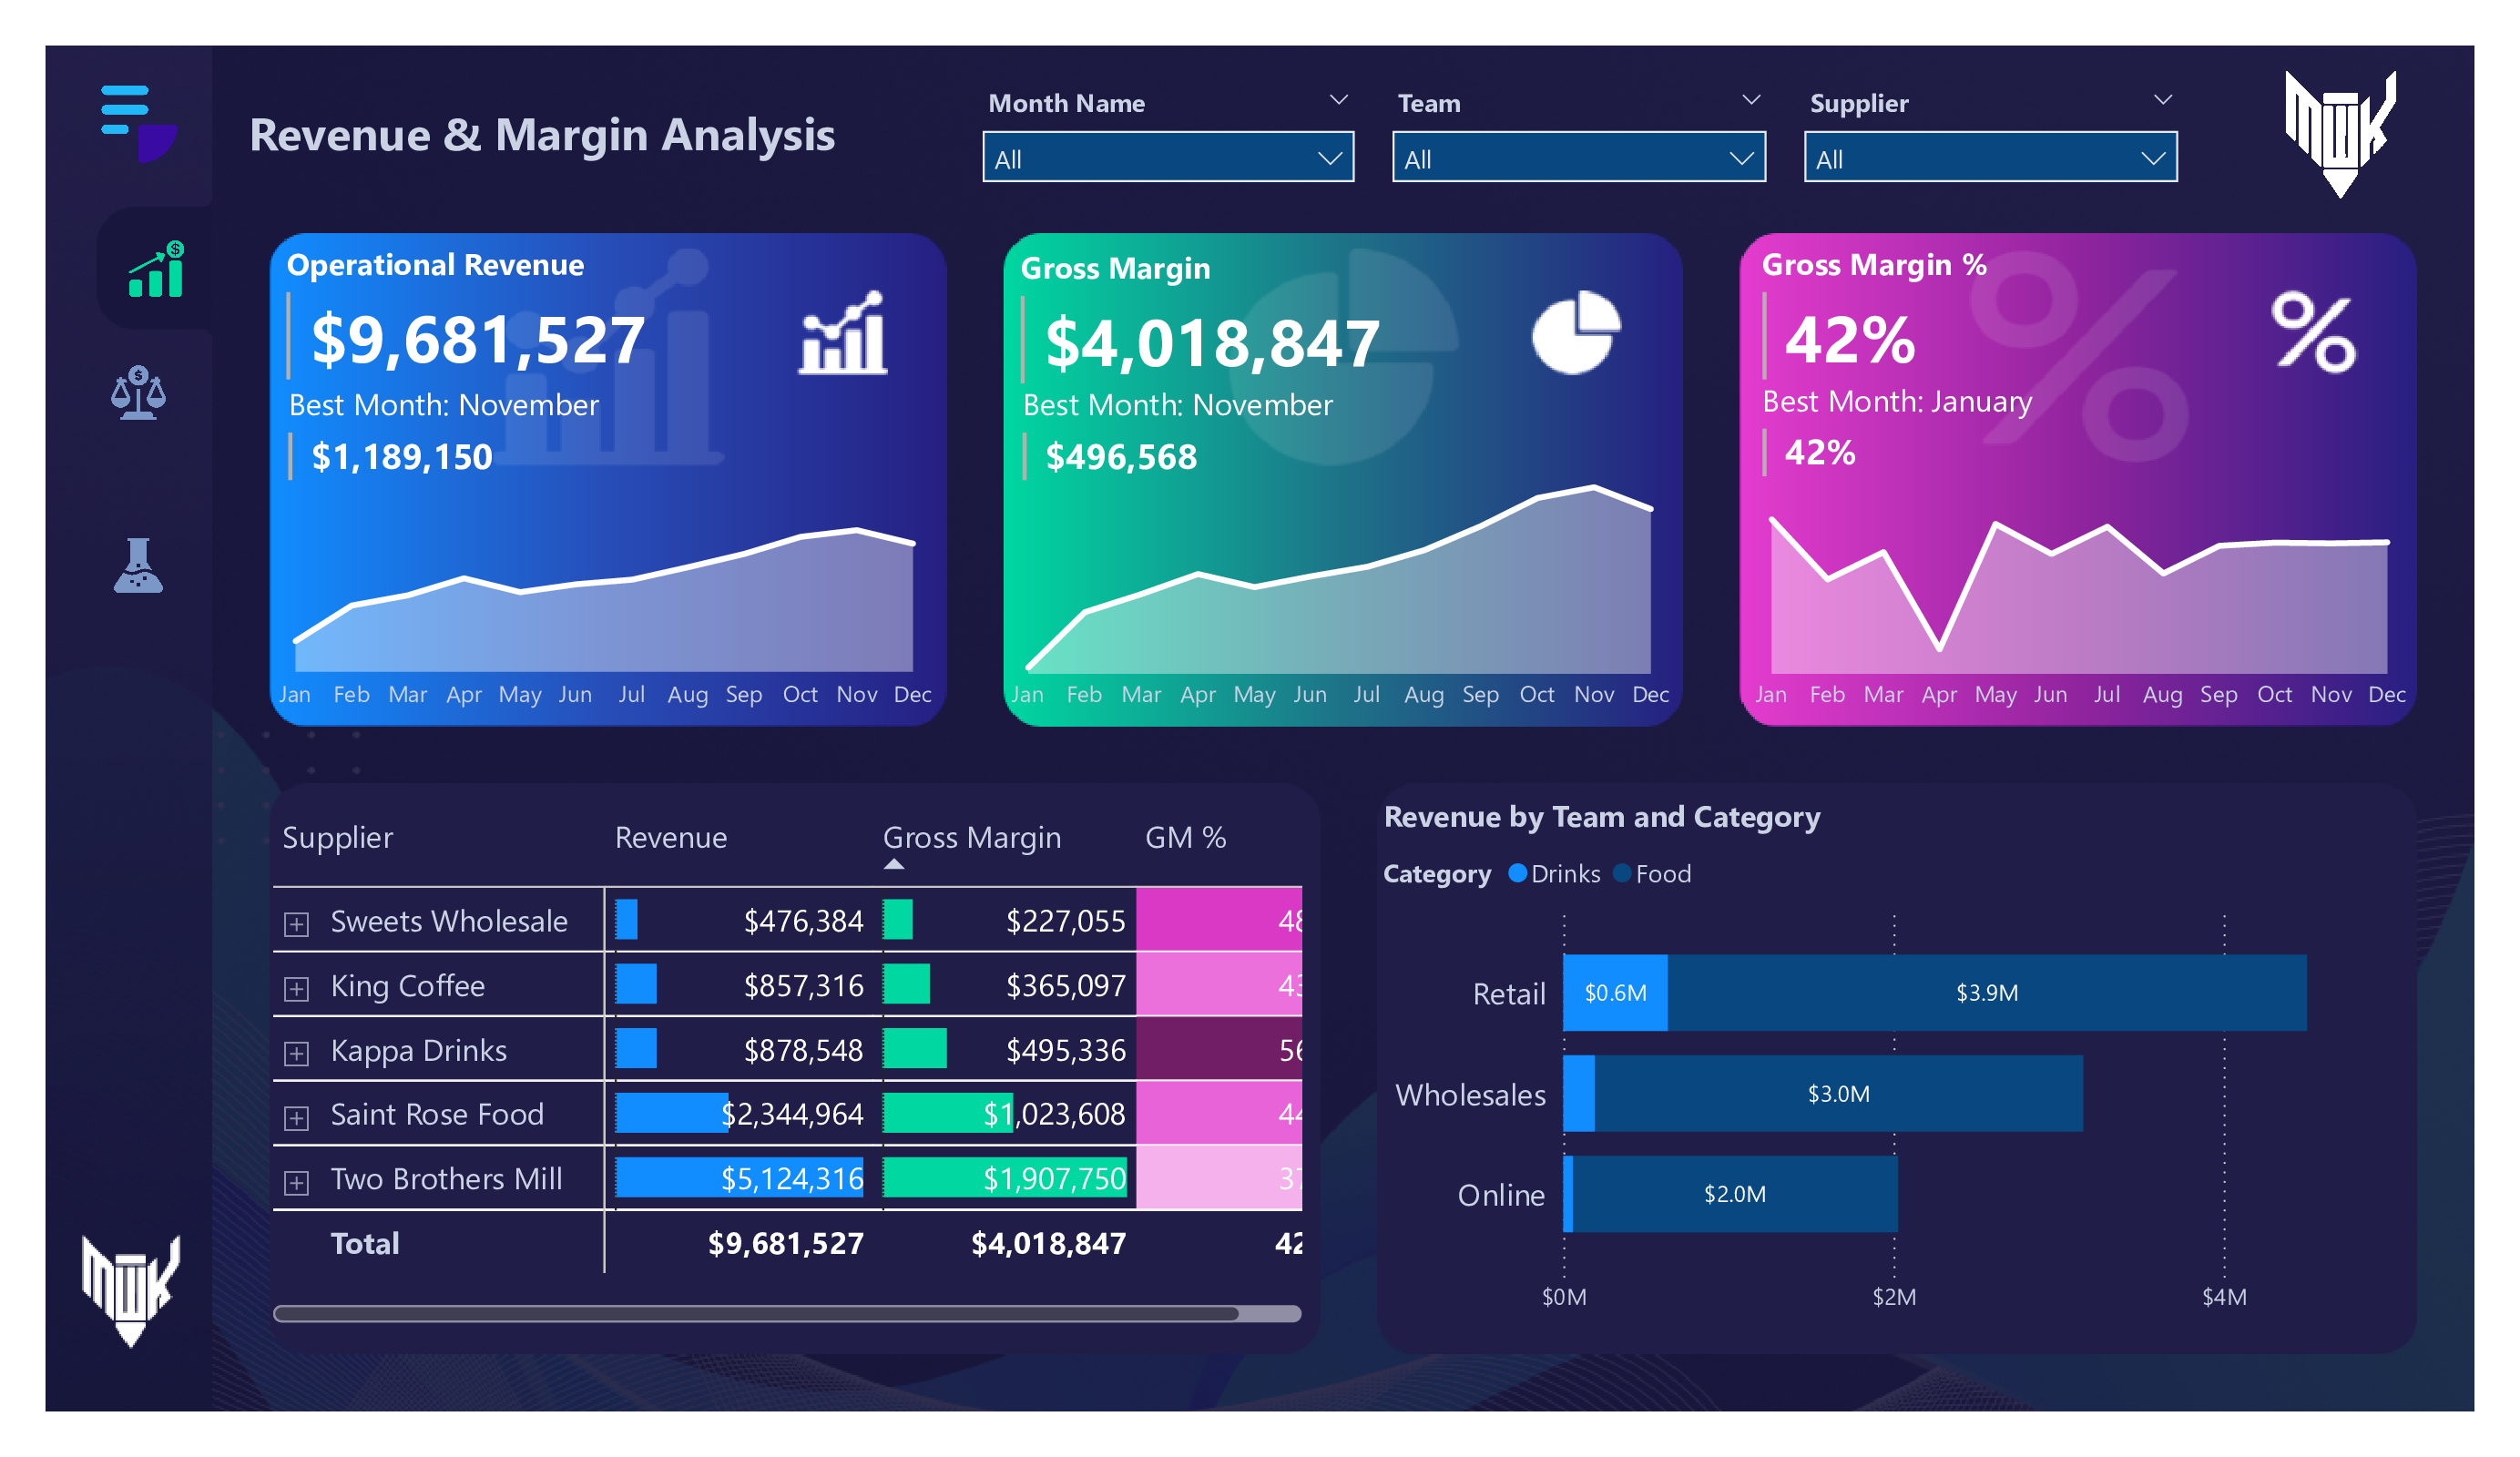 Revenue & Margin Analysis
Month Name
All
Team
All
Supplier
All
MWK
Operational Revenue
$9,681,527
Best Month: November
$1,189,150
Jan Feb Mar Apr May Jun Jul Aug Sep Oct Nov Dec
Gross Margin
$4,018,847
Best Month: November
$496,568
Jan Feb Mar Apr May Jun Jul Aug Sep Oct Nov Dec
Gross Margin %
42%
Best Month: January
42%
Jan Feb Mar Apr May Jun Jul Aug Sep Oct Nov Dec
Supplier Revenue Gross Margin GM %
Sweets Wholesale $476,384 $227,055 48
King Coffee $857,316 $365,097 43
Kappa Drinks $878,548 $495,336 56
Saint Rose Food $2,344,964 $1,023,608 44
Two Brothers Mill $5,124,316 $1,907,750 37
Total $9,681,527 $4,018,847 42
Revenue by Team and Category
Category Drinks Food
Retail $0.6M $3.9M
Wholesales $3.0M
Online $2.0M
$0M $2M $4M
MWK